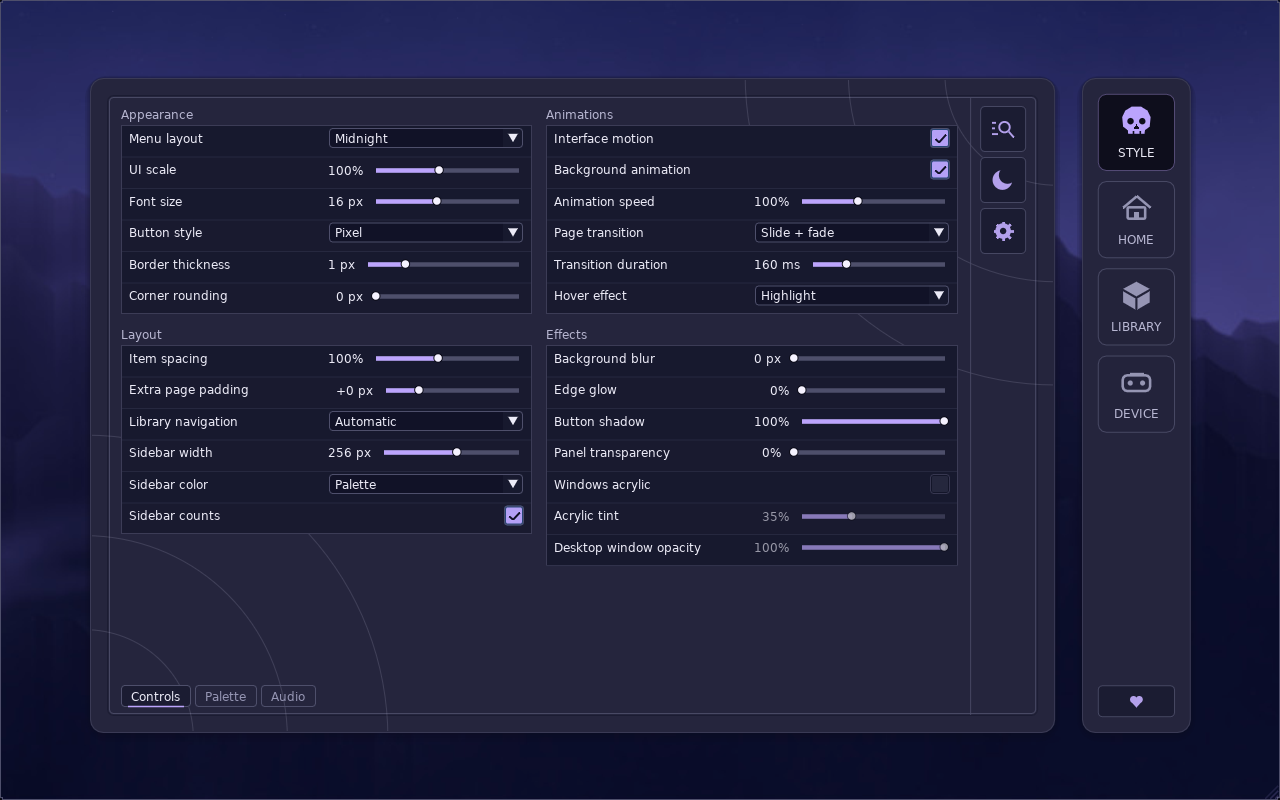 Appearance
Menu layout Midnight
UI scale 100%
Font size 16 px
Button style Pixel
Border thickness 1 px
Corner rounding 0 px
Layout
Item spacing 100%
Extra page padding +0 px
Library navigation Automatic
Sidebar width 256 px
Sidebar color Palette
Sidebar counts
Animations
Interface motion
Background animation
Animation speed 100%
Page transition Slide + fade
Transition duration 160 ms
Hover effect Highlight
Effects
Background blur 0 px
Edge glow 0%
Button shadow 100%
Panel transparency 0%
Windows acrylic
Acrylic tint 35%
Desktop window opacity 100%
Controls Palette Audio
STYLE
HOME
LIBRARY
DEVICE